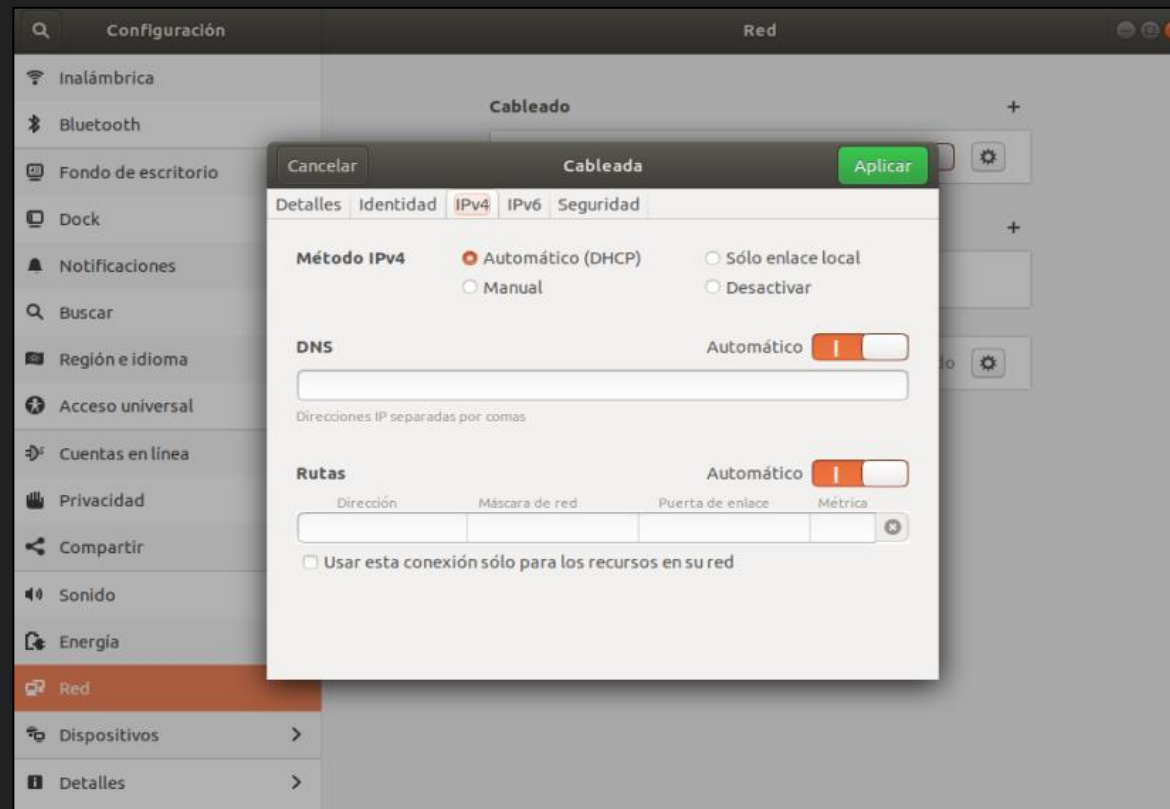 Configuración
Red
Inalámbrica
Bluetooth
Fondo de escritorio
Dock
Notificaciones
Buscar
Región e idioma
Acceso universal
Cuentas en línea
Privacidad
Compartir
Sonido
Energía
Red
Dispositivos
Detalles
Cableado
Cancelar
Cableada
Aplicar
Detalles Identidad IPv4 IPv6 Seguridad
Método IPv4
Automático (DHCP)
Sólo enlace local
Manual
Desactivar
DNS
Automático
Direcciones IP separadas por comas
Rutas
Automático
Dirección Máscara de red Puerta de enlace Métrica
Usar esta conexión sólo para los recursos en su red